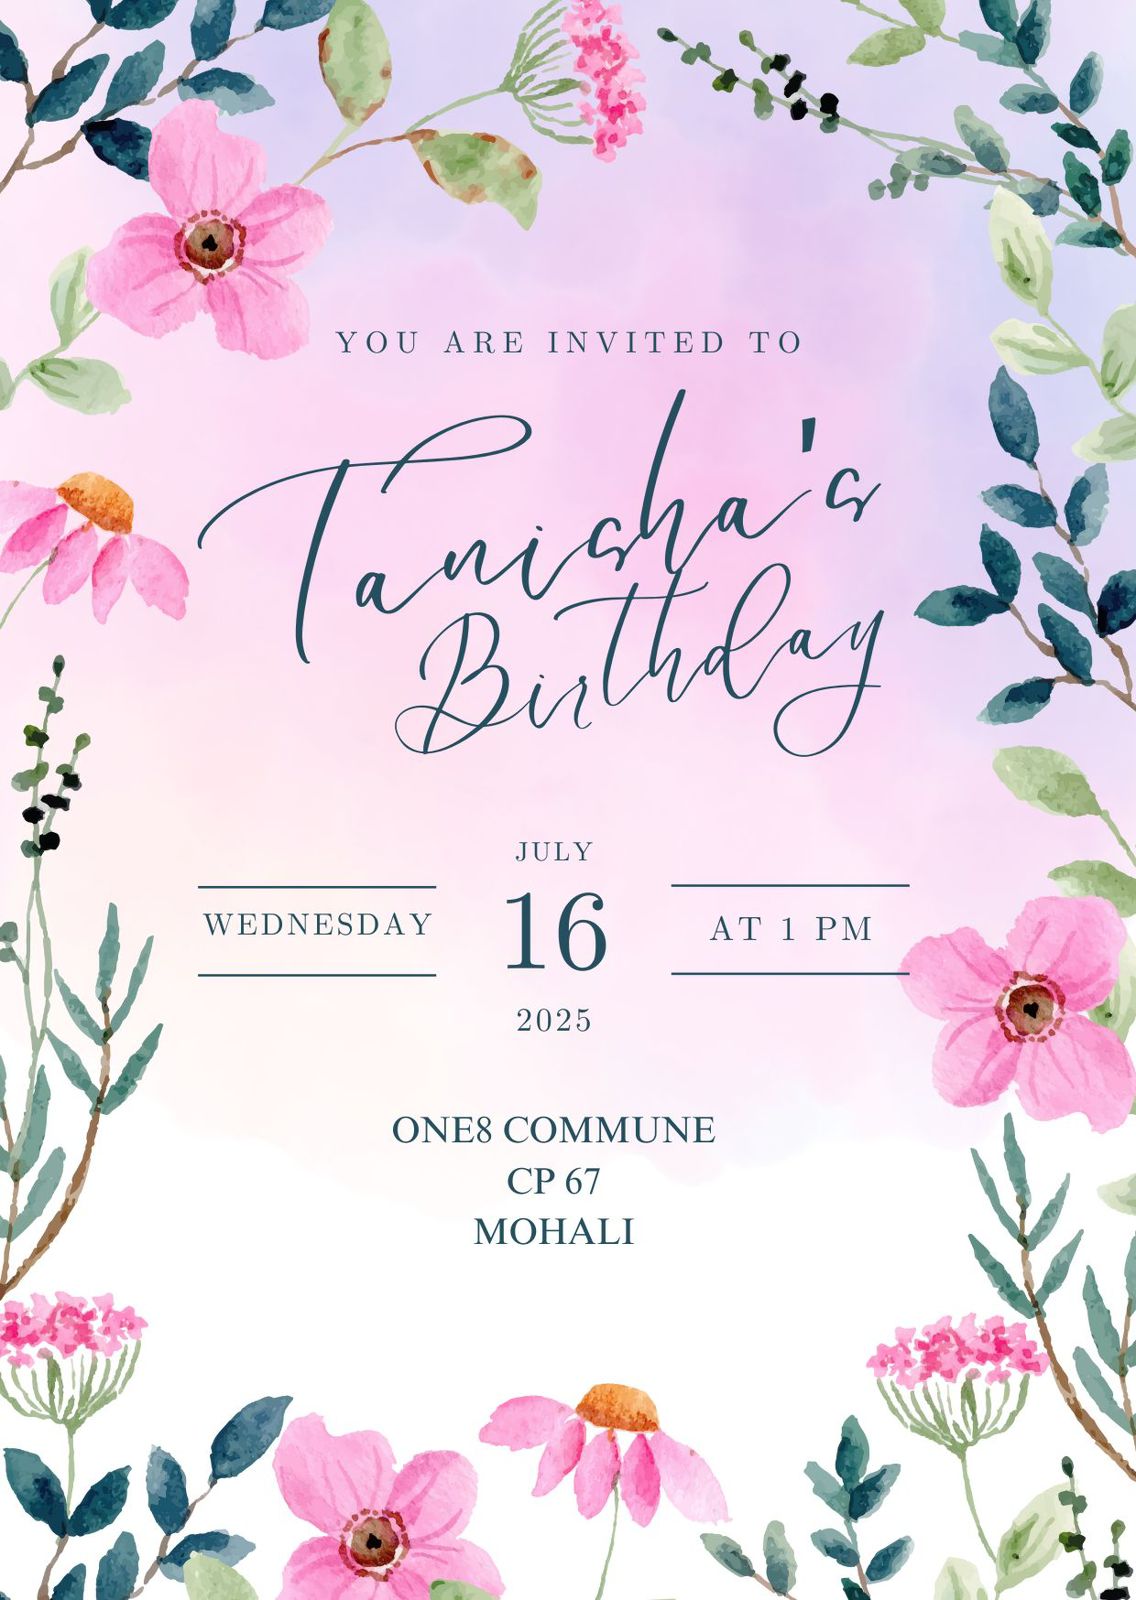 YOU ARE INVITED TO
Tanisha's
Birthday
JULY
WEDNESDAY
16
AT 1 PM
2025
ONE8 COMMUNE
CP 67
MOHALI